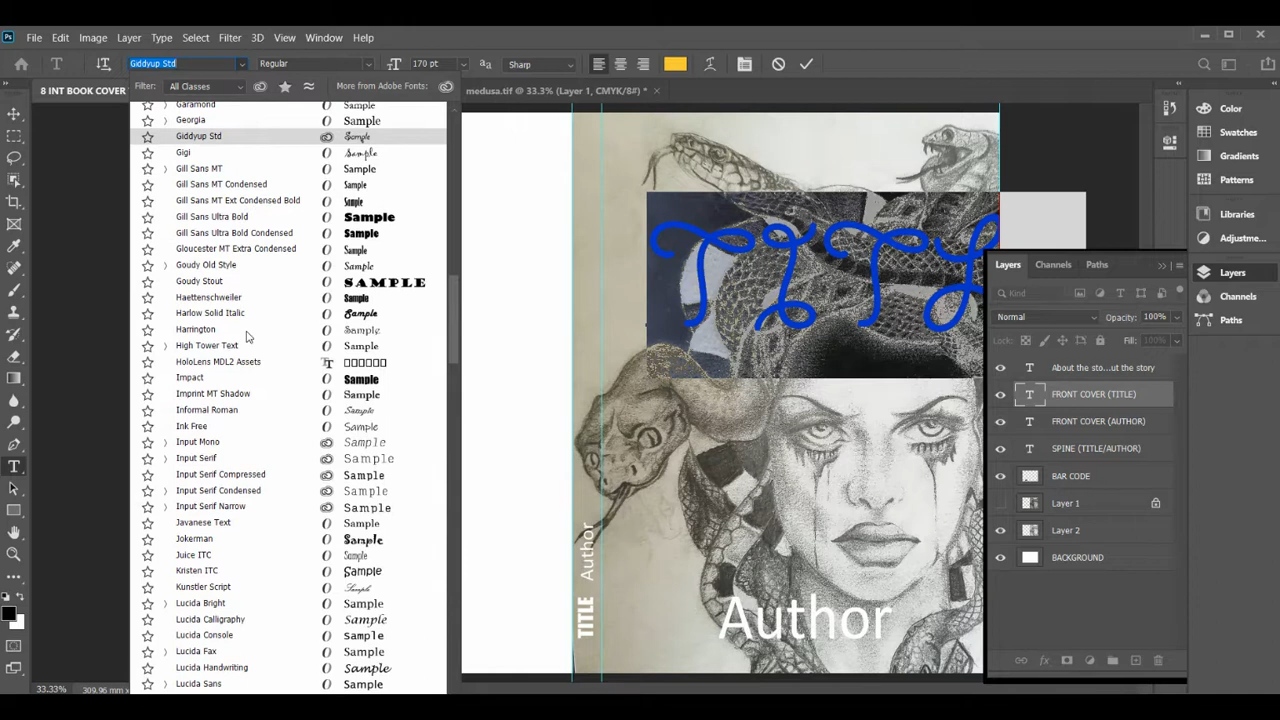 Ps File Edit Image Layer Type Select Filter 3D View Window Help
T Giddyup Std Regular 170 pt aa Sharp
Filter: All Classes More from Adobe Fonts:
8 INT BOOK COVER medusa.tif @ 33.3% (Layer 1, CMYK/8#) *
Garamond Sample
Georgia Sample
Giddyup Std Sample
Gigi Sample
Gill Sans MT Sample
Gill Sans MT Condensed Sample
Gill Sans MT Ext Condensed Bold Sample
Gill Sans Ultra Bold Sample
Gill Sans Ultra Bold Condensed Sample
Gloucester MT Extra Condensed Sample
Goudy Old Style Sample
Goudy Stout SAMPLE
Haettenschweiler Sample
Harlow Solid Italic Sample
Harrington Sample
High Tower Text Sample
HoloLens MDL2 Assets
Impact Sample
Imprint MT Shadow Sample
Informal Roman Sample
Ink Free Sample
Input Mono Sample
Input Serif Sample
Input Serif Compressed Sample
Input Serif Condensed Sample
Input Serif Narrow Sample
Javanese Text Sample
Jokerman Sample
Juice ITC Sample
Kristen ITC Sample
Kunstler Script Sample
Lucida Bright Sample
Lucida Calligraphy Sample
Lucida Console Sample
Lucida Fax Sample
Lucida Handwriting Sample
Lucida Sans Sample
33.33% 309.96 mm
TITL
TITLE Author
Author
Color
Swatches
Gradients
Patterns
Libraries
Adjustme...
Layers
Channels
Paths
Layers Channels Paths
Kind
Normal Opacity: 100%
Lock: Fill: 100%
T About the sto...ut the story
T FRONT COVER (TITLE)
T FRONT COVER (AUTHOR)
T SPINE (TITLE/AUTHOR)
BAR CODE
Layer 1
Layer 2
BACKGROUND
fx